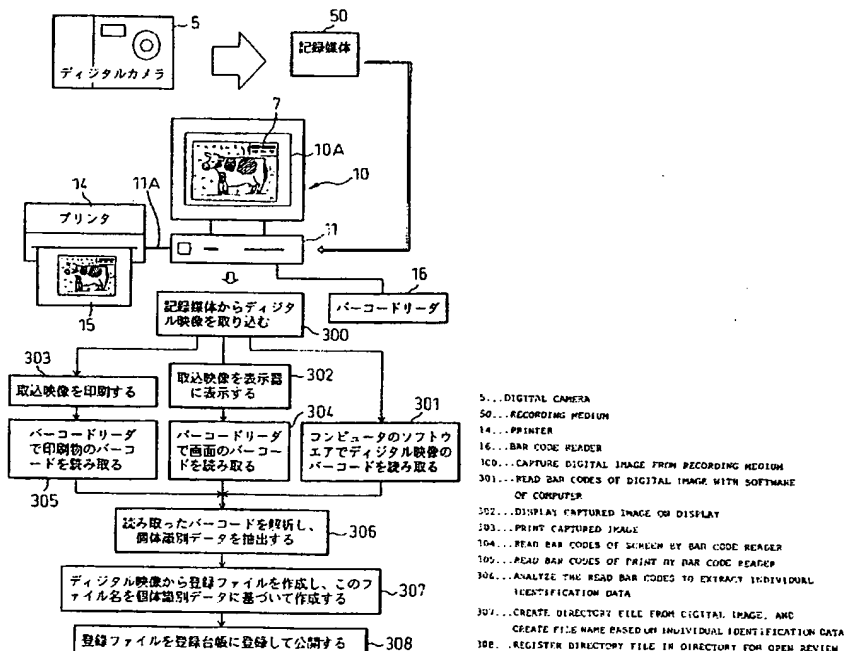 5
ディジタルカメラ
50
記録媒体
7
10A
10
14
11A
プリンタ
11
15
16
バーコードリーダ
記録媒体からディジタ
ル映像を取り込む
300
303
取込映像を印刷する
取込映像を表示器
に表示する
302
301
バーコードリーダ
で印刷物のバーコ
ードを読み取る
305
304
バーコードリーダ
で画面のバーコー
ドを読み取る
コンピュータのソフトウ
エアでディジタル映像の
バーコードを読み取る
読み取ったバーコードを解析し、
個体識別データを抽出する
306
ディジタル映像から登録ファイルを作成し、このフ
ァイル名を個体識別データに基づいて作成する
307
登録ファイルを登録台帳に登録して公開する
308
5...DIGITAL CAMERA
50...RECORDING MEDIUM
14...PRINTER
16...BAR CODE READER
300...CAPTURE DIGITAL IMAGE FROM RECORDING MEDIUM
301...READ BAR CODES OF DIGITAL IMAGE WITH SOFTWARE
OF COMPUTER
302...DISPLAY CAPTURED IMAGE ON DISPLAY
303...PRINT CAPTURED IMAGE
304...READ BAR CODES OF SCREEN BY BAR CODE READER
305...READ BAR CODES OF PRINT BY BAR CODE READER
306...ANALYZE THE READ BAR CODES TO EXTRACT INDIVIDUAL
IDENTIFICATION DATA
307...CREATE DIRECTORY FILE FROM DIGITAL IMAGE, AND
CREATE FILE NAME BASED ON INDIVIDUAL IDENTIFICATION DATA
308...REGISTER DIRECTORY FILE IN DIRECTORY FOR OPEN REVIEW